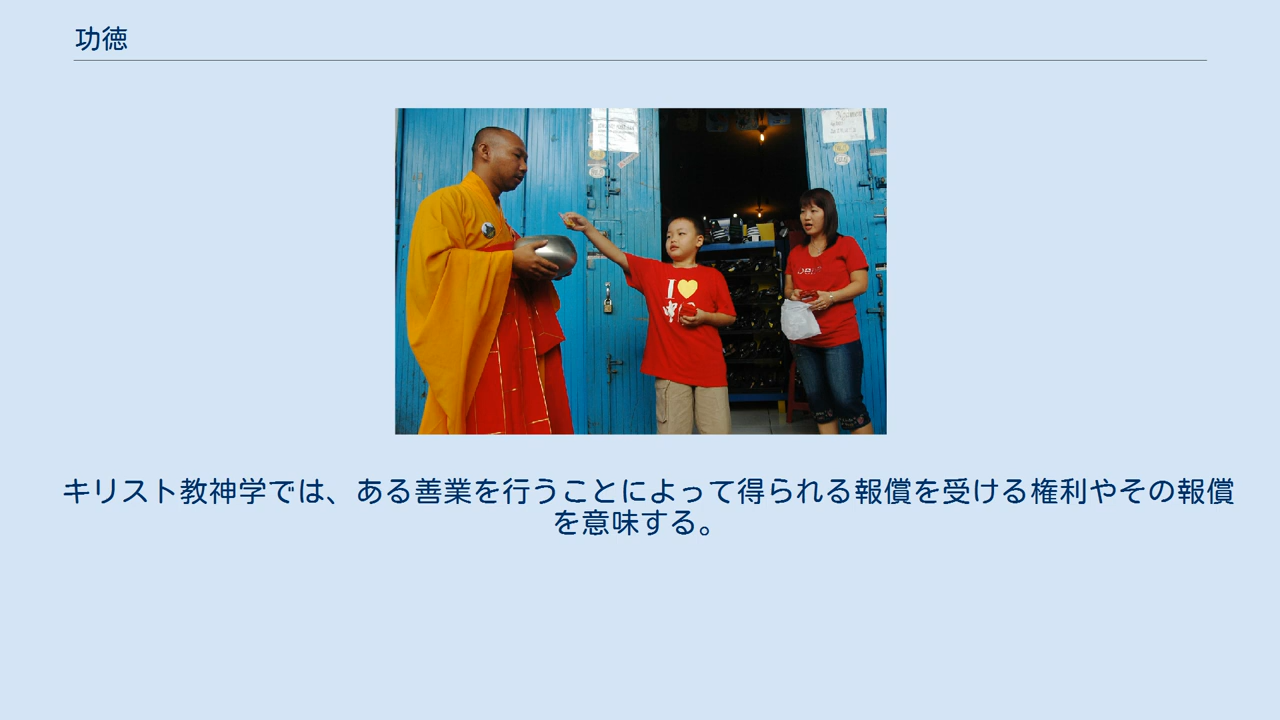 功徳
I
キリスト教神学では、ある善業を行うことによって得られる報償を受ける権利やその報償
を意味する。